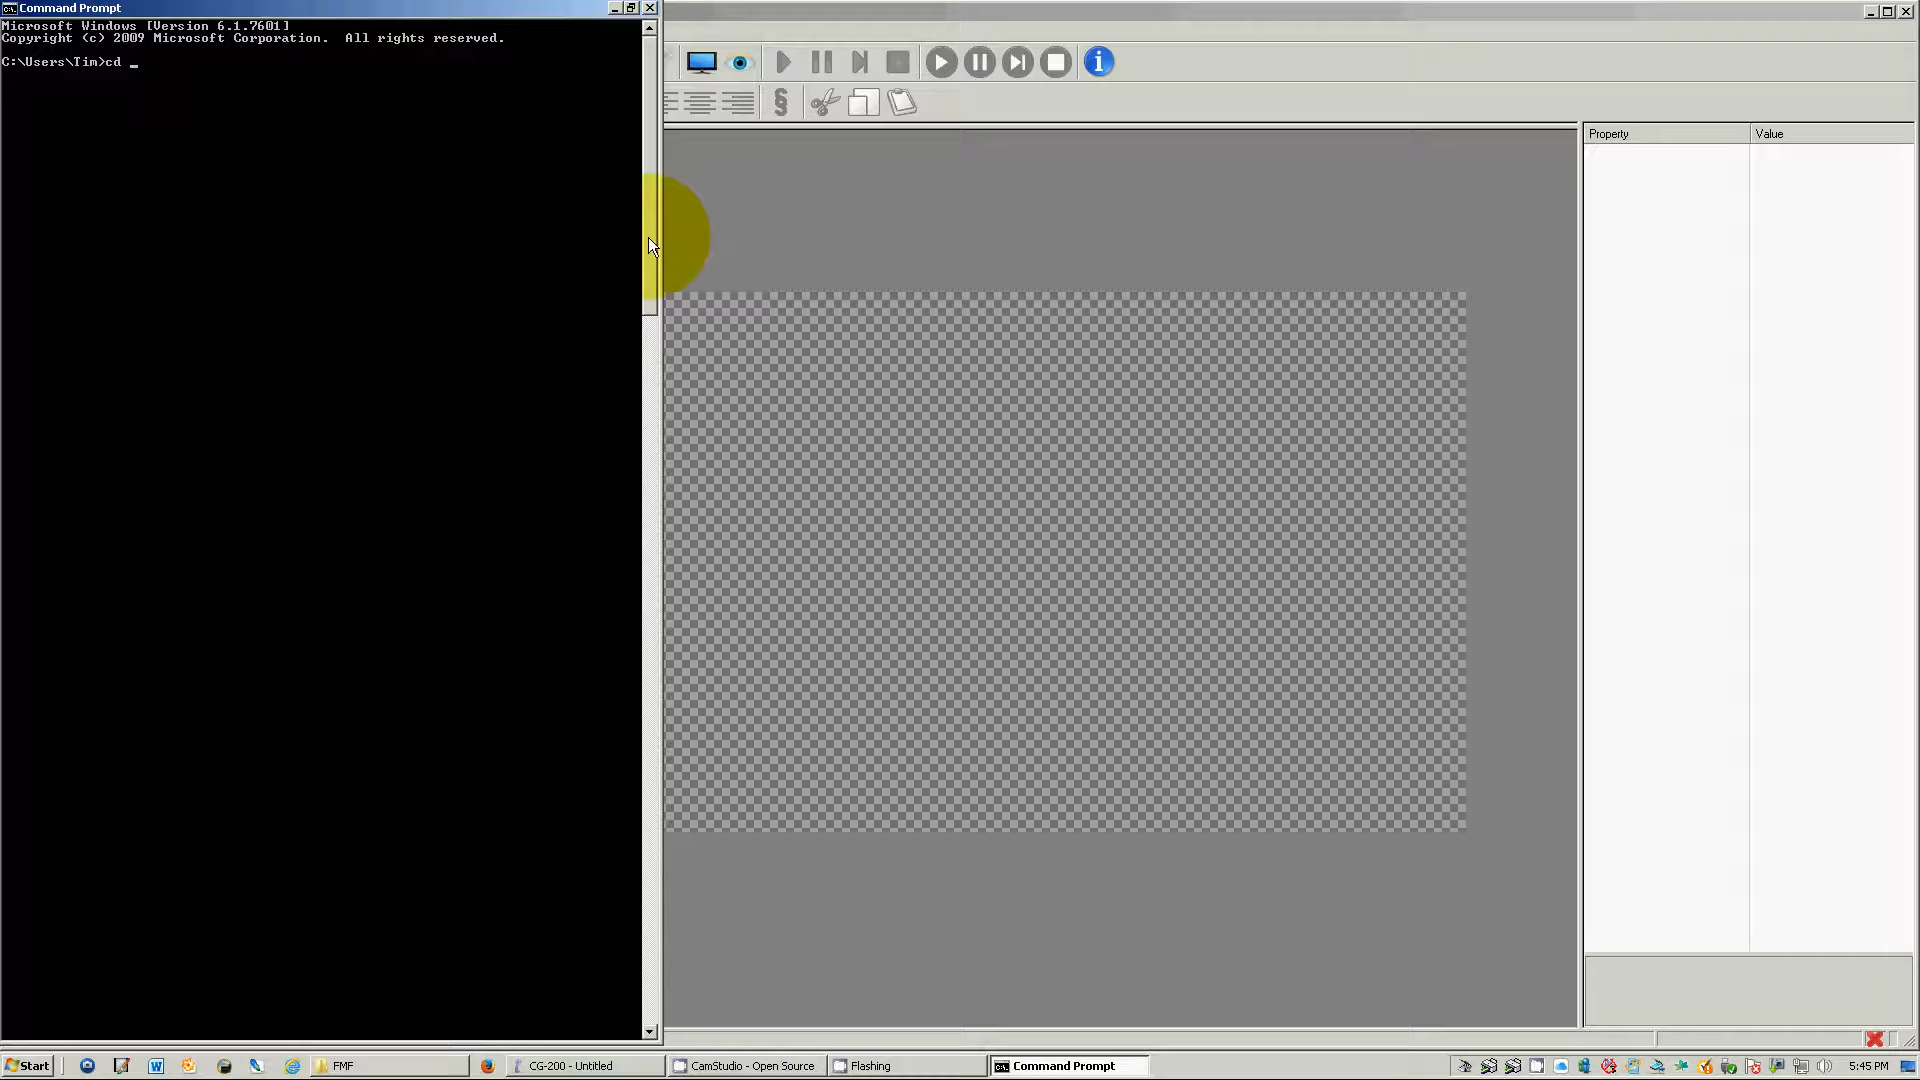 Command Prompt
Microsoft Windows [Version 6.1.7601]
Copyright (c) 2009 Microsoft Corporation.  All rights reserved.
C:\Users\Tim>cd _
Property
Value
Start
FMF
CG-200 - Untitled
CamStudio - Open Source
Flashing
Command Prompt
5:45 PM